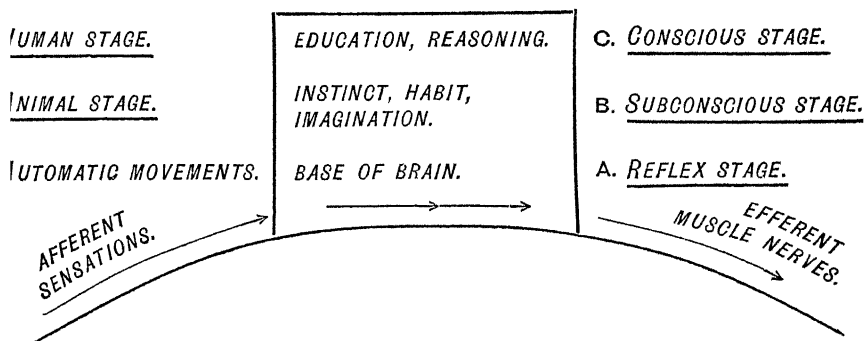 UMAN STAGE. EDUCATION, REASONING. C. CONSCIOUS STAGE.
NIMAL STAGE. INSTINCT, HABIT,
IMAGINATION. B. SUBCONSCIOUS STAGE.
UTOMATIC MOVEMENTS. BASE OF BRAIN. A. REFLEX STAGE.
AFFERENT
SENSATIONS.
EFFERENT
MUSCLE NERVES.